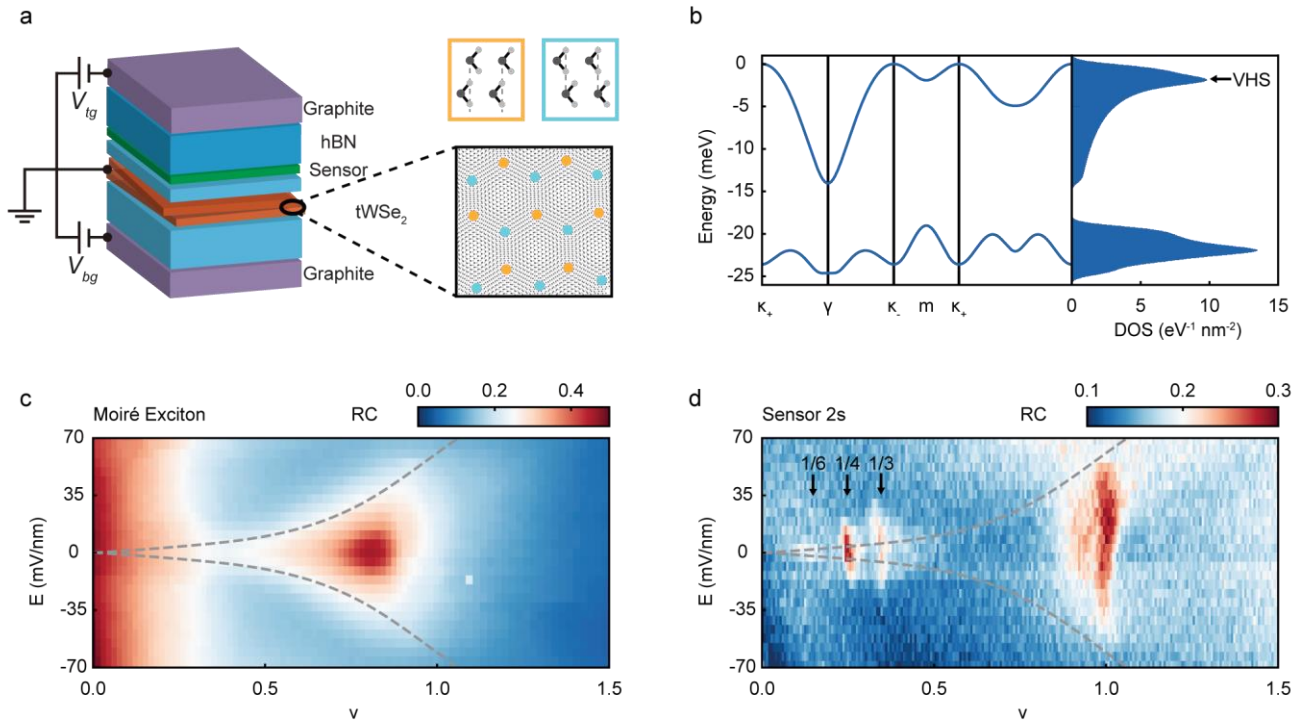 a
V_tg
V_bg
Graphite
hBN
Sensor
tWSe₂
Graphite
b
Energy (meV)
0
-5
-10
-15
-20
-25
κ₊ γ κ₋ m κ₊
VHS
0 5 10 15
DOS (eV⁻¹ nm⁻²)
c
Moiré Exciton
RC
0.0 0.2 0.4
E (mV/nm)
70
35
0
-35
-70
0.0 0.5 1.0 1.5
ν
d
Sensor 2s
RC
0.1 0.2 0.3
1/6 1/4 1/3
E (mV/nm)
70
35
0
-35
-70
0.0 0.5 1.0 1.5
ν